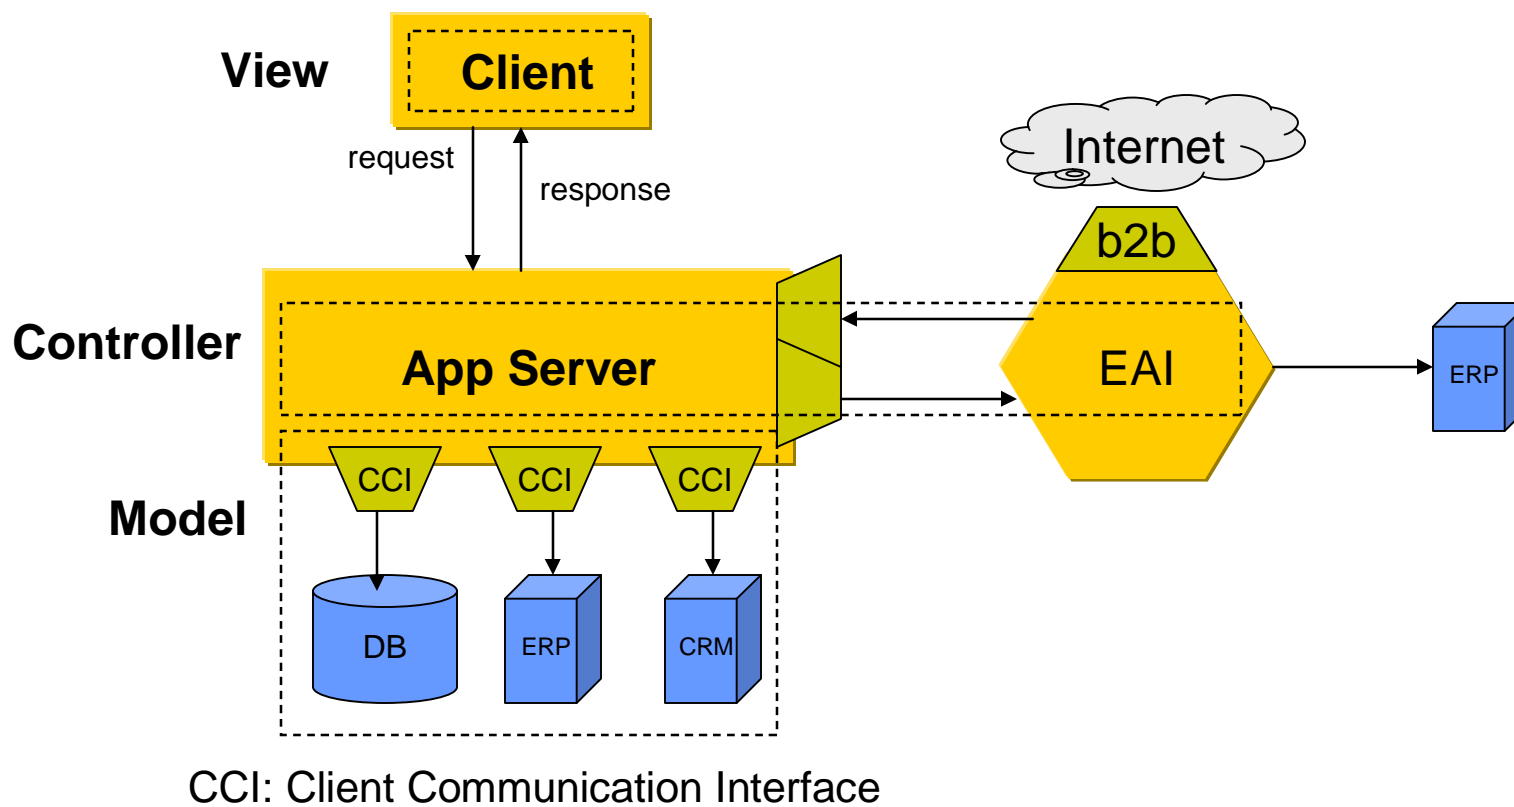 View
Client
request
response
Internet
b2b
Controller
App Server
EAI
ERP
CCI
CCI
CCI
Model
DB
ERP
CRM
CCI: Client Communication Interface